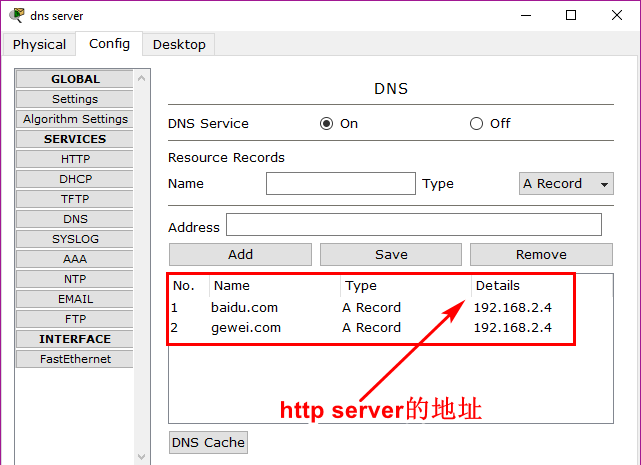 dns server
Physical Config Desktop
GLOBAL
Settings
Algorithm Settings
SERVICES
HTTP
DHCP
TFTP
DNS
SYSLOG
AAA
NTP
EMAIL
FTP
INTERFACE
FastEthernet
DNS
DNS Service On Off
Resource Records
Name Type A Record
Address
Add Save Remove
No. Name Type Details
1 baidu.com A Record 192.168.2.4
2 gewei.com A Record 192.168.2.4
http server的地址
DNS Cache